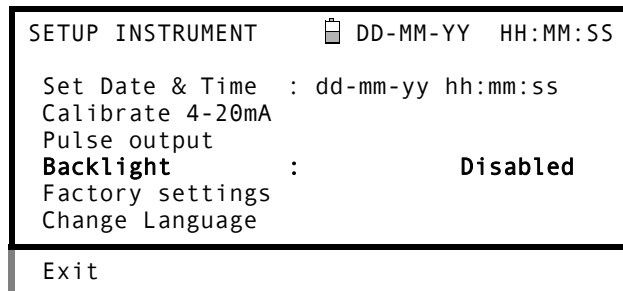 SETUP INSTRUMENT DD-MM-YY HH:MM:SS
Set Date & Time : dd-mm-yy hh:mm:ss
Calibrate 4-20mA
Pulse output
Backlight : Disabled
Factory settings
Change Language
Exit